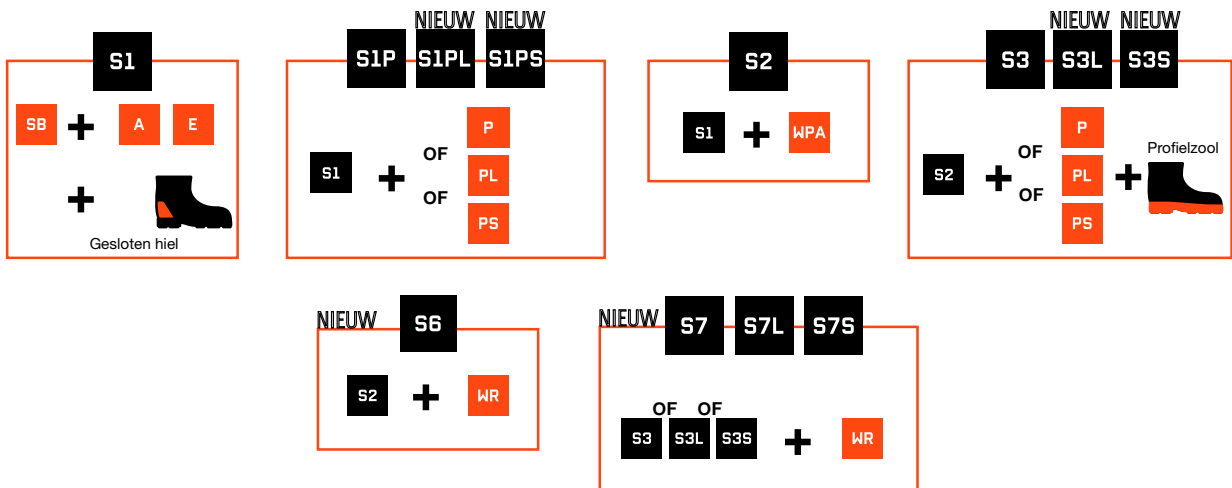 S1
SB + A E
+
Gesloten hiel
NIEUW NIEUW
S1P S1PL S1PS
S1 + P
OF
PL
OF
PS
S2
S1 + WPA
NIEUW NIEUW
S3 S3L S3S
S2 + P
OF
PL
OF
PS
+ Profielzool
NIEUW S6
S2 + WR
NIEUW S7 S7L S7S
OF OF
S3 S3L S3S + WR